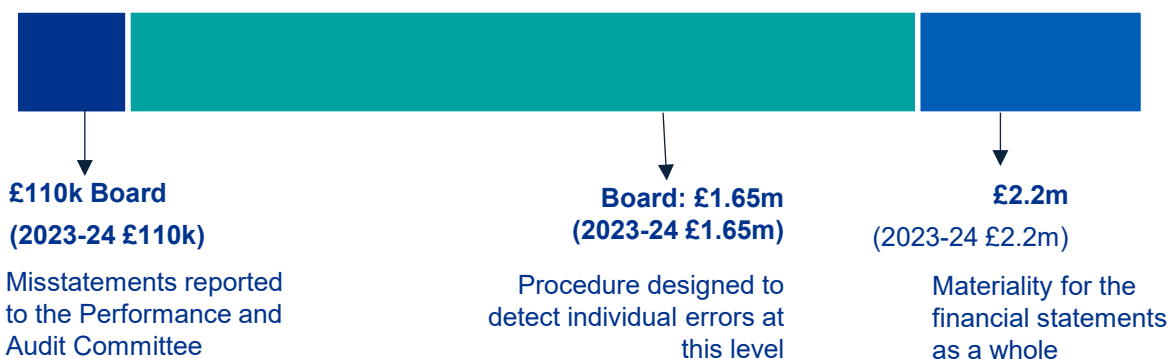 £110k Board
(2023-24 £110k)
Misstatements reported
to the Performance and
Audit Committee
Board: £1.65m
(2023-24 £1.65m)
Procedure designed to
detect individual errors at
this level
£2.2m
(2023-24 £2.2m)
Materiality for the
financial statements
as a whole